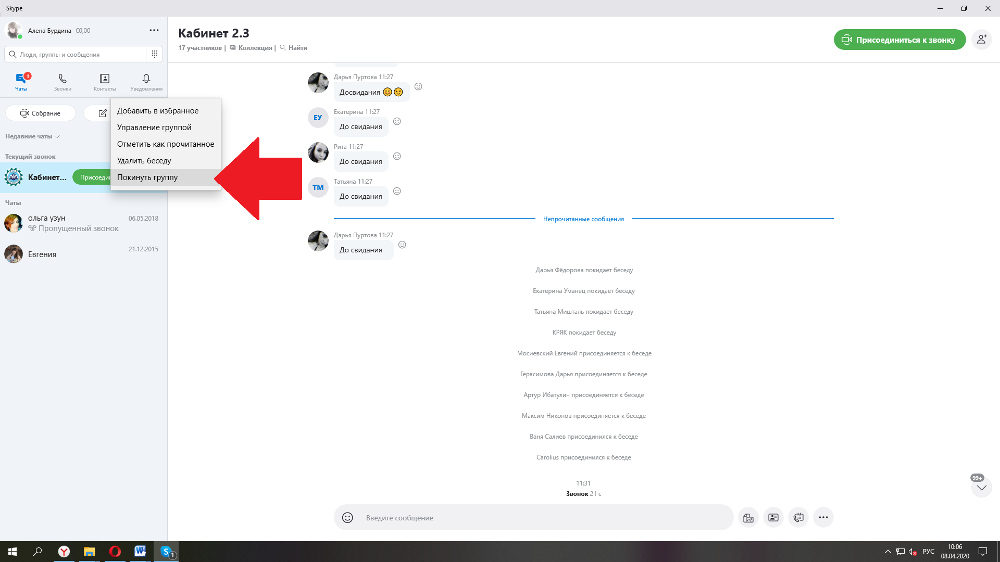 Skype
Алена Бурдина €0,00
Люди, группы и сообщения
1
Чаты Звонки Контакты Уведомления
Собрание
Недавние чаты
Текущий звонок
Кабинет...
Чаты
ольга узун 06.05.2018
Пропущенный звонок
Евгения 21.12.2015
Добавить в избранное
Управление группой
Отметить как прочитанное
Удалить беседу
Покинуть группу
Кабинет 2.3
17 участников | Коллекция | Найти
Присоединиться к звонку
Дарья Пуртова 11:27
Досвидания 😊😉
ЕУ
Екатерина 11:27
До свидания
Рита 11:27
До свидания
ТМ
Татьяна 11:27
До свидания
Непрочитанные сообщения
Дарья Пуртова 11:27
До свидания
Дарья Фёдорова покидает беседу
Екатерина Уманец покидает беседу
Татьяна Мишталь покидает беседу
КРЯК покидает беседу
Мосиевский Евгений присоединяется к беседе
Герасимова Дарья присоединяется к беседе
Артур Ибатулин присоединяется к беседе
Максим Никонов присоединяется к беседе
Ваня Салиев присоединился к беседе
Carolius присоединился к беседе
11:31
Звонок 21 с
99+
Введите сообщение
1
РУС
10:06
08.04.2020